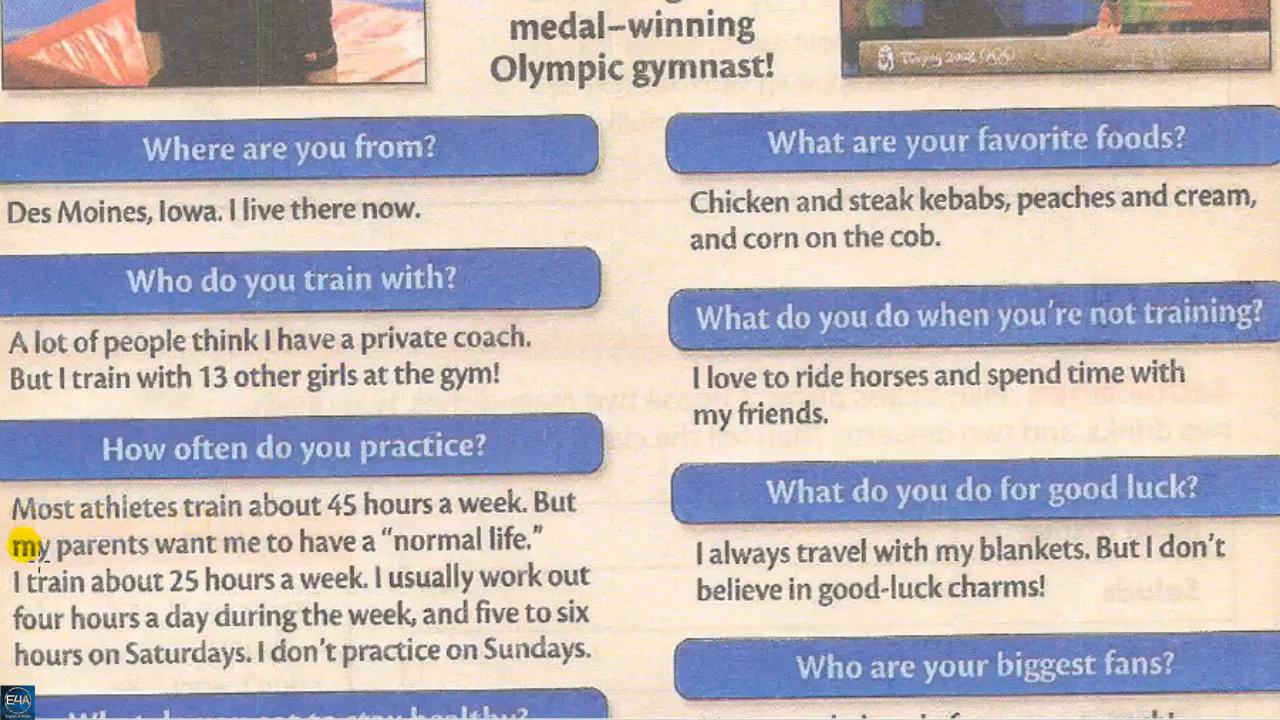 medal–winning
Olympic gymnast!
Where are you from?
Des Moines, Iowa. I live there now.
Who do you train with?
A lot of people think I have a private coach.
But I train with 13 other girls at the gym!
How often do you practice?
Most athletes train about 45 hours a week. But
my parents want me to have a “normal life.”
I train about 25 hours a week. I usually work out
four hours a day during the week, and five to six
hours on Saturdays. I don’t practice on Sundays.
What are your favorite foods?
Chicken and steak kebabs, peaches and cream,
and corn on the cob.
What do you do when you’re not training?
I love to ride horses and spend time with
my friends.
What do you do for good luck?
I always travel with my blankets. But I don’t
believe in good-luck charms!
Who are your biggest fans?
E4A